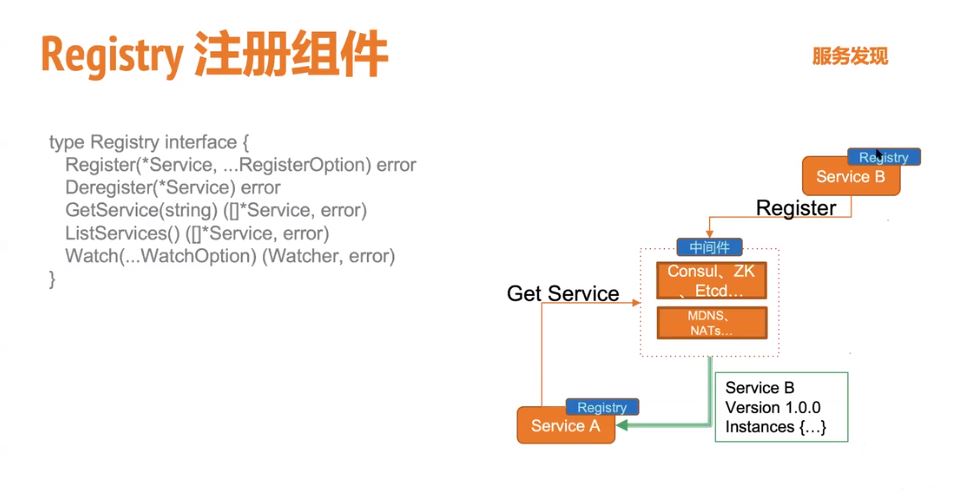 Registry 注册组件
服务发现
type Registry interface {
Register(*Service, ...RegisterOption) error
Deregister(*Service) error
GetService(string) ([]*Service, error)
ListServices() ([]*Service, error)
Watch(...WatchOption) (Watcher, error)
}
Registry
Service B
Register
中间件
Consul、ZK
、Etcd...
MDNS、
NATs...
Get Service
Registry
Service A
Service B
Version 1.0.0
Instances {...}